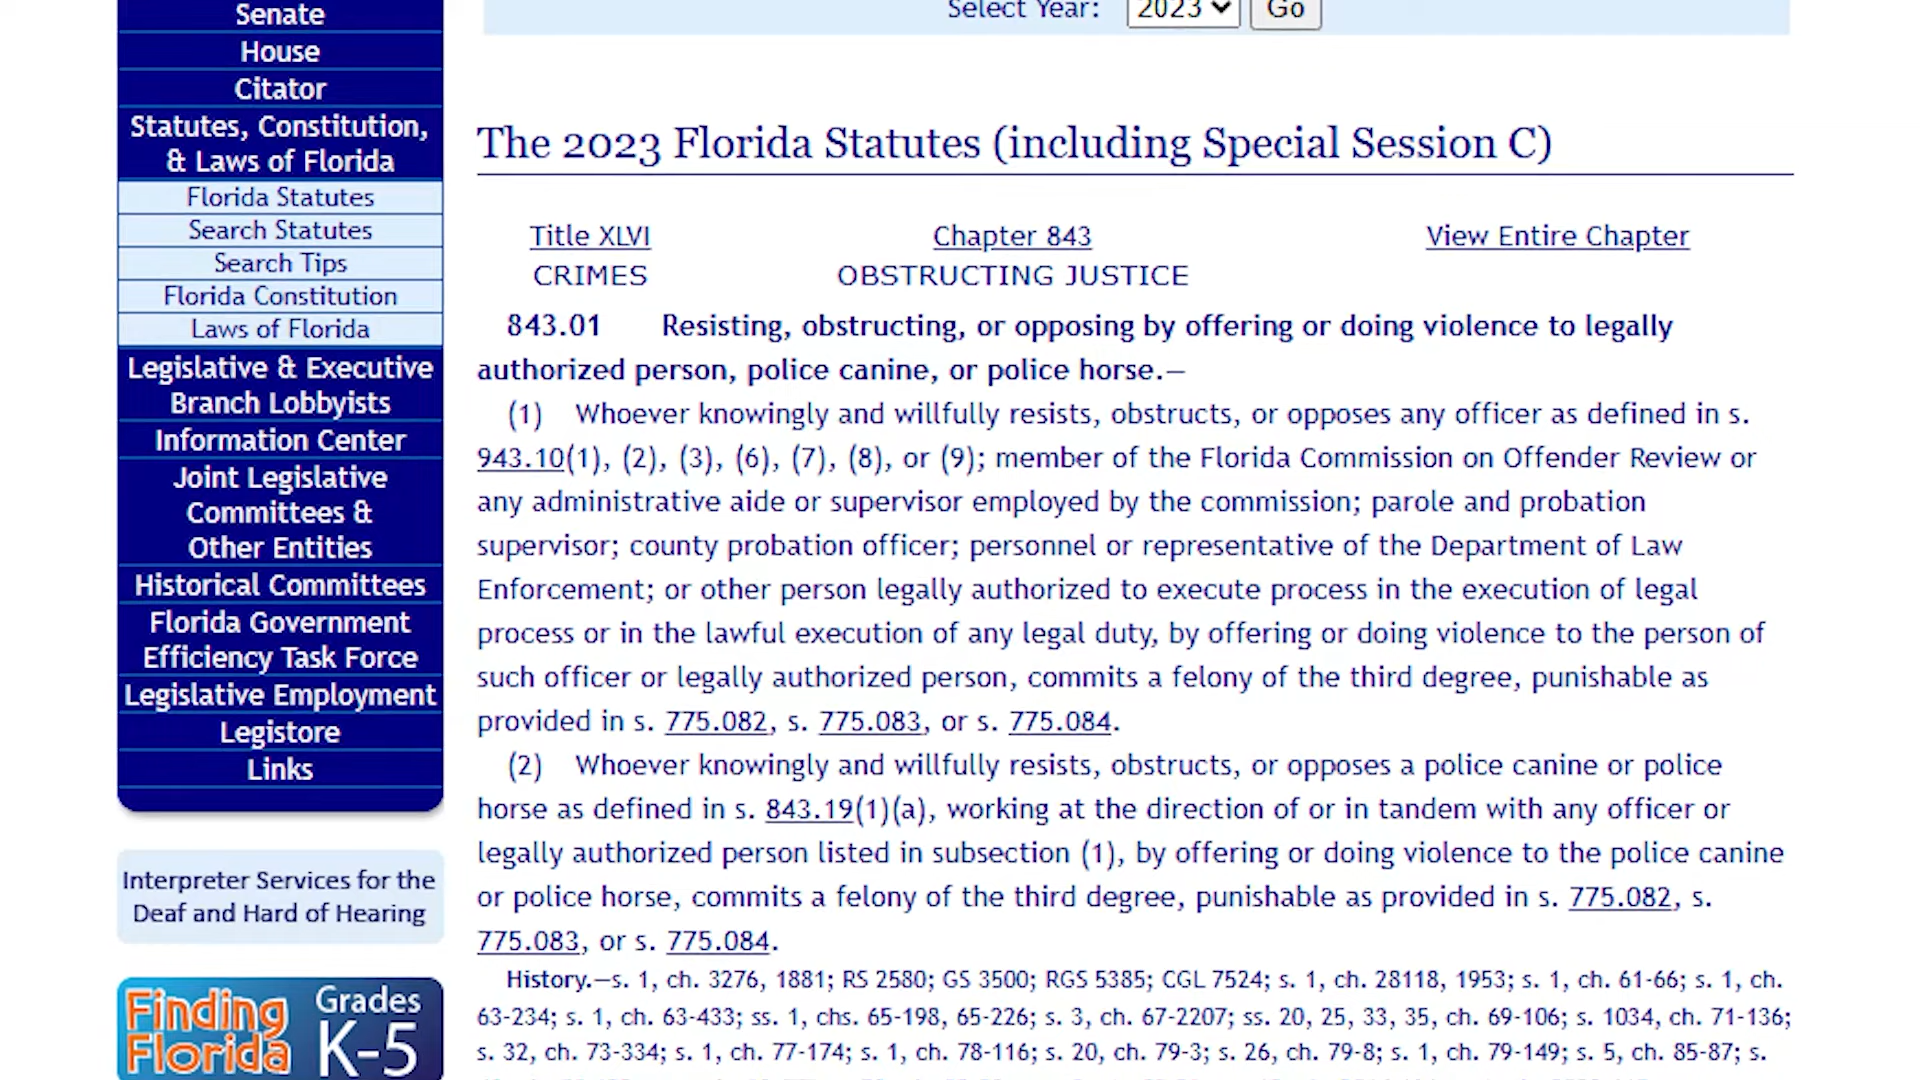 Senate
House
Citator
Statutes, Constitution,
& Laws of Florida
Florida Statutes
Search Statutes
Search Tips
Florida Constitution
Laws of Florida
Legislative & Executive
Branch Lobbyists
Information Center
Joint Legislative
Committees &
Other Entities
Historical Committees
Florida Government
Efficiency Task Force
Legislative Employment
Legistore
Links
Interpreter Services for the
Deaf and Hard of Hearing
Finding
Florida
Grades
K-5
Select Year: 2023 Go
The 2023 Florida Statutes (including Special Session C)
Title XLVI Chapter 843 View Entire Chapter
CRIMES OBSTRUCTING JUSTICE
843.01 Resisting, obstructing, or opposing by offering or doing violence to legally
authorized person, police canine, or police horse.—
(1) Whoever knowingly and willfully resists, obstructs, or opposes any officer as defined in s.
943.10(1), (2), (3), (6), (7), (8), or (9); member of the Florida Commission on Offender Review or
any administrative aide or supervisor employed by the commission; parole and probation
supervisor; county probation officer; personnel or representative of the Department of Law
Enforcement; or other person legally authorized to execute process in the execution of legal
process or in the lawful execution of any legal duty, by offering or doing violence to the person of
such officer or legally authorized person, commits a felony of the third degree, punishable as
provided in s. 775.082, s. 775.083, or s. 775.084.
(2) Whoever knowingly and willfully resists, obstructs, or opposes a police canine or police
horse as defined in s. 843.19(1)(a), working at the direction of or in tandem with any officer or
legally authorized person listed in subsection (1), by offering or doing violence to the police canine
or police horse, commits a felony of the third degree, punishable as provided in s. 775.082, s.
775.083, or s. 775.084.
History.—s. 1, ch. 3276, 1881; RS 2580; GS 3500; RGS 5385; CGL 7524; s. 1, ch. 28118, 1953; s. 1, ch. 61-66; s. 1, ch.
63-234; s. 1, ch. 63-433; ss. 1, chs. 65-198, 65-226; s. 3, ch. 67-2207; ss. 20, 25, 33, 35, ch. 69-106; s. 1034, ch. 71-136;
s. 32, ch. 73-334; s. 1, ch. 77-174; s. 1, ch. 78-116; s. 20, ch. 79-3; s. 26, ch. 79-8; s. 1, ch. 79-149; s. 5, ch. 85-87; s.